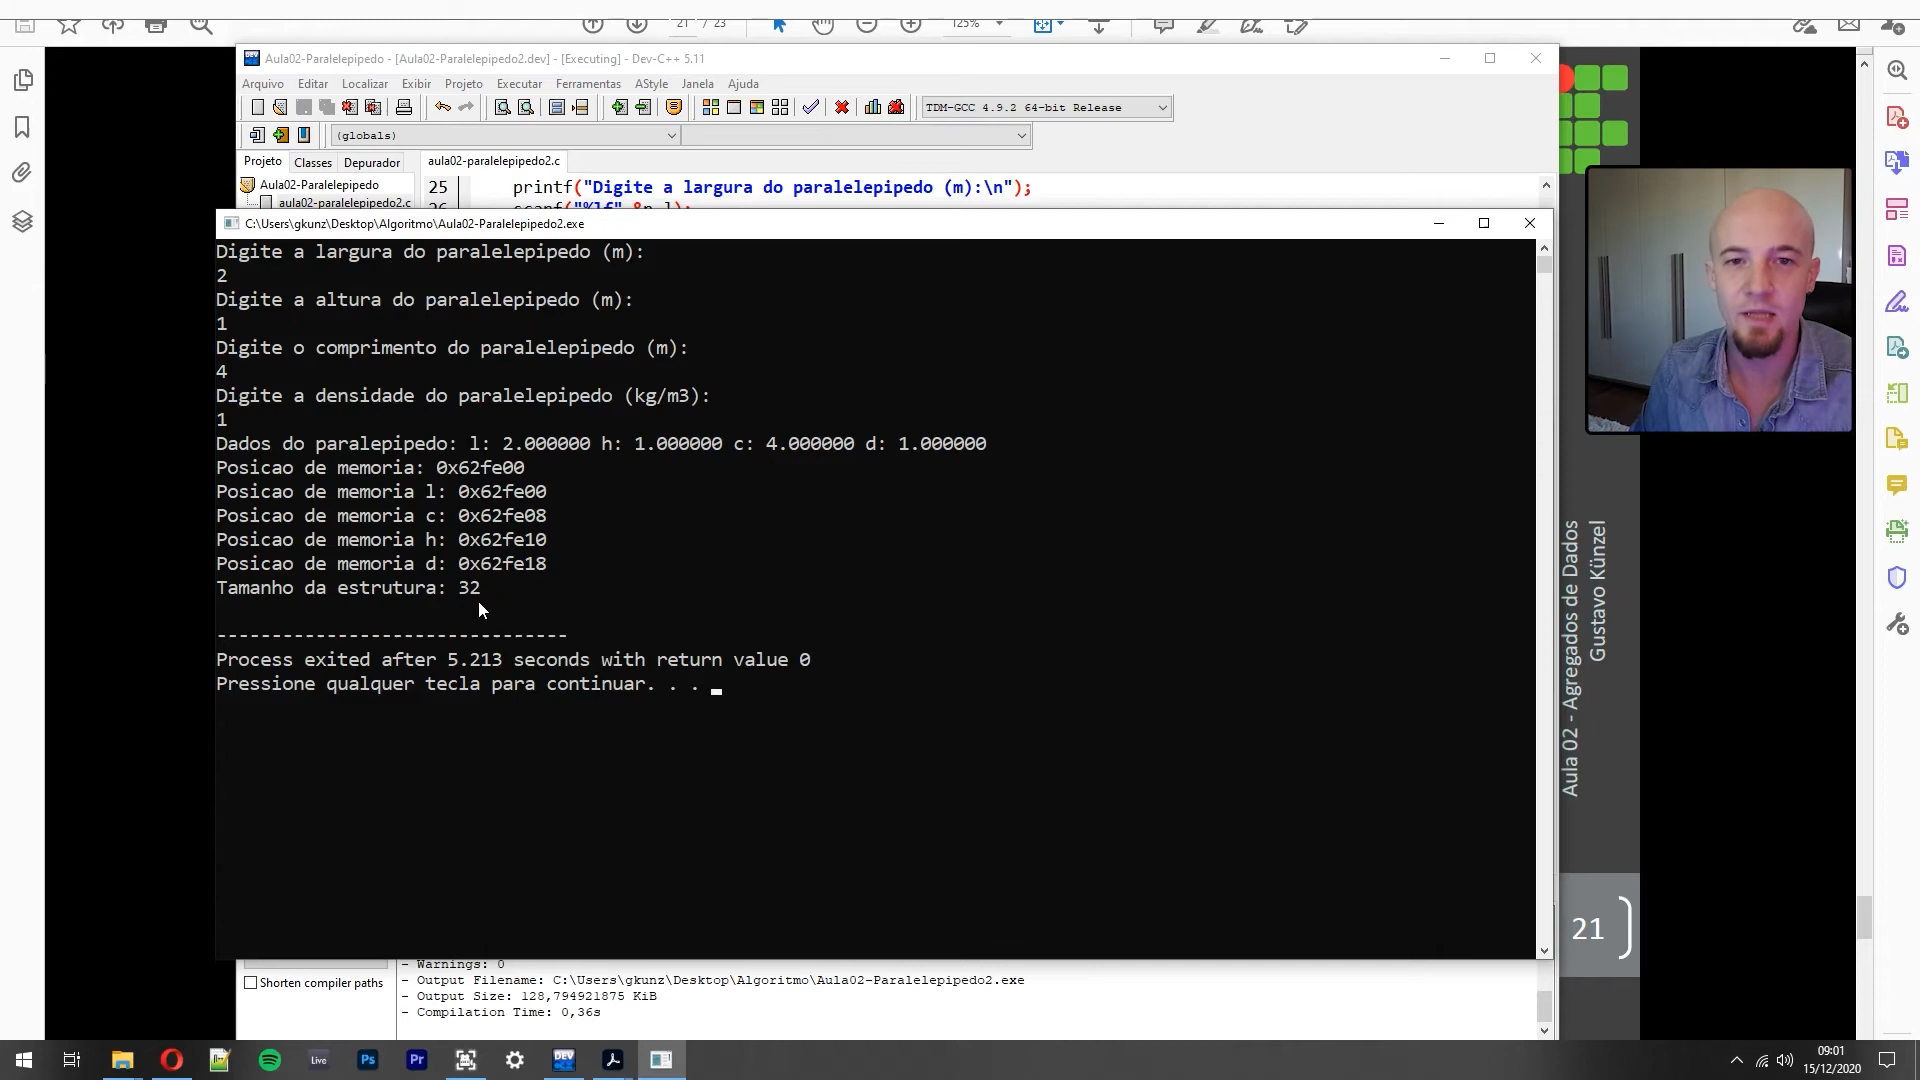 21 / 23
125%
Aula02-Paralelepipedo - [Aula02-Paralelepipedo2.dev] - [Executing] - Dev-C++ 5.11
Arquivo Editar Localizar Exibir Projeto Executar Ferramentas AStyle Janela Ajuda
TDM-GCC 4.9.2 64-bit Release
(globals)
Projeto Classes Depurador
aula02-paralelepipedo2.c
Aula02-Paralelepipedo
aula02-paralelepipedo2.c
25 printf("Digite a largura do paralelepipedo (m):\n");
C:\Users\gkunz\Desktop\Algoritmo\Aula02-Paralelepipedo2.exe
Digite a largura do paralelepipedo (m):
2
Digite a altura do paralelepipedo (m):
1
Digite o comprimento do paralelepipedo (m):
4
Digite a densidade do paralelepipedo (kg/m3):
1
Dados do paralepipedo: l: 2.000000 h: 1.000000 c: 4.000000 d: 1.000000
Posicao de memoria: 0x62fe00
Posicao de memoria l: 0x62fe00
Posicao de memoria c: 0x62fe08
Posicao de memoria h: 0x62fe10
Posicao de memoria d: 0x62fe18
Tamanho da estrutura: 32
--------------------------------
Process exited after 5.213 seconds with return value 0
Pressione qualquer tecla para continuar. . .
Shorten compiler paths
- Warnings: 0
- Output Filename: C:\Users\gkunz\Desktop\Algoritmo\Aula02-Paralelepipedo2.exe
- Output Size: 128,794921875 KiB
- Compilation Time: 0,36s
Aula 02 - Agregados de Dados
Gustavo Künzel
21
Live
Ps
Pr
DEV
09:01
15/12/2020